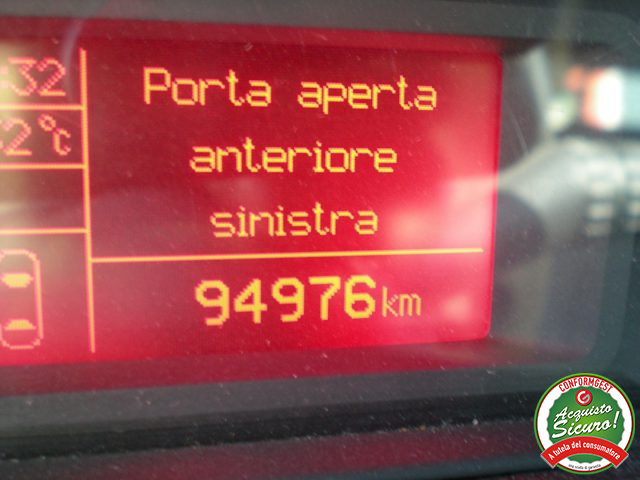 :32
2°C
Porta aperta
anteriore
sinistra
94976km
CONFORMGEST
Acquisto
Sicuro!
A tutela del consumatore